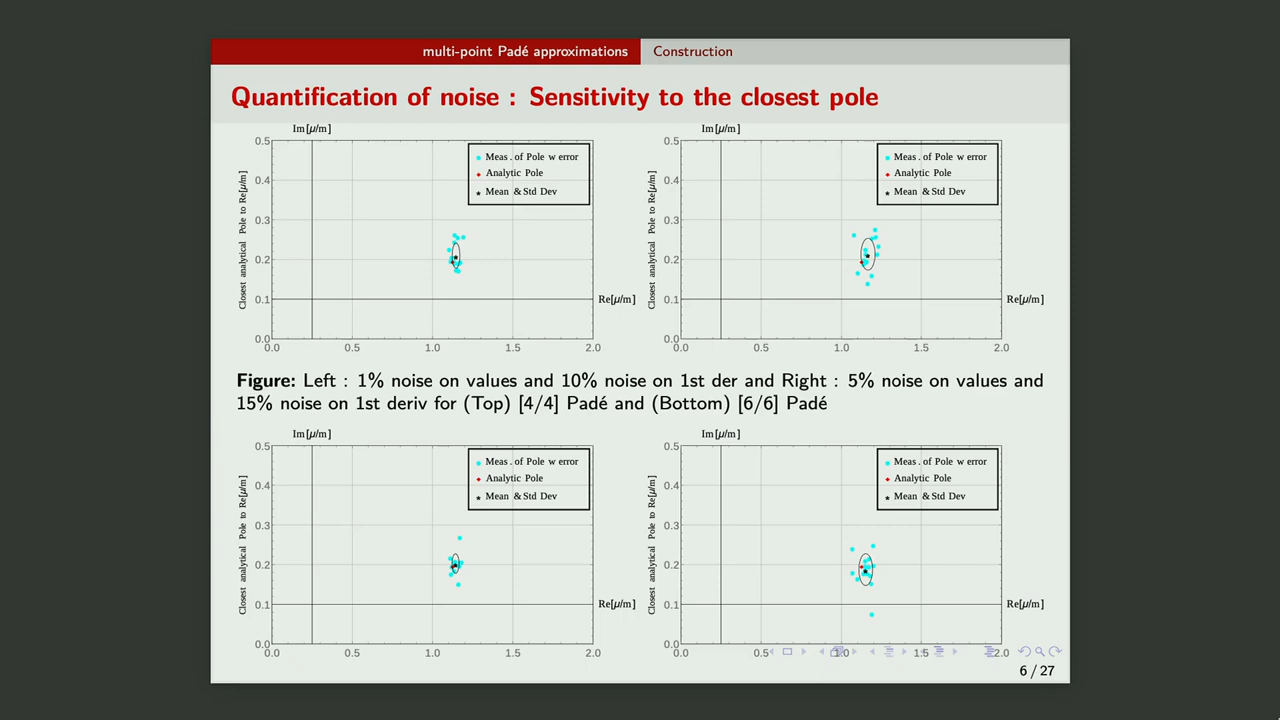 multi-point Padé approximations Construction
Quantification of noise : Sensitivity to the closest pole
Im[μ/m] Im[μ/m]
Closest analytical Pole to Re[μ/m]
0.5
0.4
0.3
0.2
0.1
0.0
0.0 0.5 1.0 1.5 2.0
Re[μ/m]
Meas . of Pole w error
Analytic Pole
Mean & Std Dev
Closest analytical Pole to Re[μ/m]
0.5
0.4
0.3
0.2
0.1
0.0
0.0 0.5 1.0 1.5 2.0
Re[μ/m]
Meas . of Pole w error
Analytic Pole
Mean & Std Dev
Figure: Left : 1% noise on values and 10% noise on 1st der and Right : 5% noise on values and
15% noise on 1st deriv for (Top) [4/4] Padé and (Bottom) [6/6] Padé
Im[μ/m] Im[μ/m]
Closest analytical Pole to Re[μ/m]
0.5
0.4
0.3
0.2
0.1
0.0
0.0 0.5 1.0 1.5 2.0
Re[μ/m]
Meas . of Pole w error
Analytic Pole
Mean & Std Dev
Closest analytical Pole to Re[μ/m]
0.5
0.4
0.3
0.2
0.1
0.0
0.0 0.5 1.0 1.5 2.0
Re[μ/m]
Meas . of Pole w error
Analytic Pole
Mean & Std Dev
6 / 27